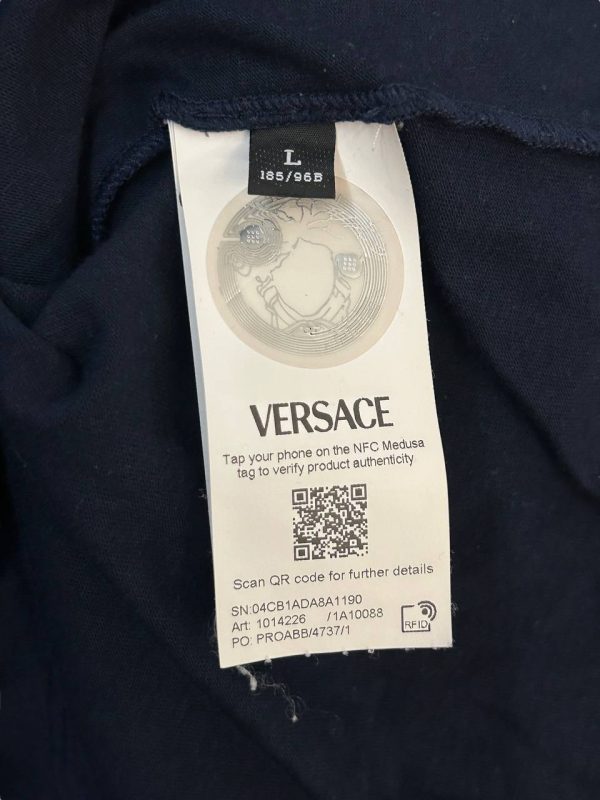 L
185/96B
VERSACE
Tap your phone on the NFC Medusa
tag to verify product authenticity
Scan QR code for further details
SN:04CB1ADA8A1190
Art: 1014226 /1A10088
PO: PROABB/4737/1
RFID